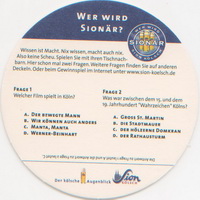 WER WIRD
SIONÄR?
SIONÄR
Wissen ist Macht. Nix wissen, macht auch nix.
Also keine Scheu. Spielen Sie mit Ihren Tischnach-
barn. Hier schon mal zwei Fragen. Weitere Fragen finden Sie auf anderen
Deckeln. Oder beim Gewinnspiel im Internet unter www.sion-koelsch.de.
FRAGE 1
Welcher Film spielt in Köln?
A. DER BEWEGTE MANN
B. WIR KÖNNEN AUCH ANDERS
C. MANTA, MANTA
D. WERNER-BEINHART
FRAGE 2
Was war zwischen dem 15. und dem
19. Jahrhundert "Wahrzeichen" Kölns?
A. GROSS ST. MARTIN
B. DIE STADTMAUER
C. DER HÖLZERNE DOMKRAN
D. DER RATHAUSTURM
Der kölsche Augenblick
Sion
KÖLSCH